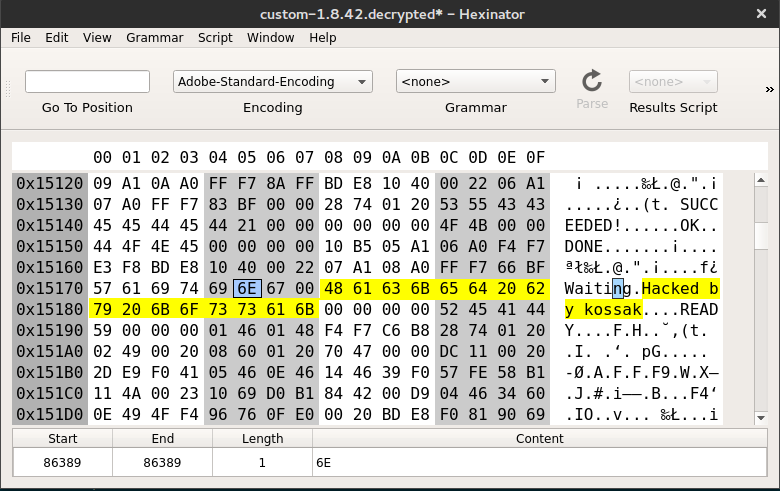 custom-1.8.42.decrypted* – Hexinator
File Edit View Grammar Script Window Help
Adobe-Standard-Encoding <none> Parse <none> »
Go To Position Encoding Grammar Results Script
00 01 02 03 04 05 06 07 08 09 0A 0B 0C 0D 0E 0F
0x15120 09 A1 0A A0 FF F7 8A FF BD E8 10 40 00 22 06 A1 ¡ .....‰Ł.@.".¡
0x15130 07 A0 FF F7 83 BF 00 00 28 74 01 20 53 55 43 43 .....¿..(t. SUCC
0x15140 45 45 44 45 44 21 00 00 00 00 00 00 4F 4B 00 00 EEDED!......OK..
0x15150 44 4F 4E 45 00 00 00 00 10 B5 05 A1 06 A0 F4 F7 DONE.......¡....
0x15160 E3 F8 BD E8 10 40 00 22 07 A1 08 A0 FF F7 66 BF ªł‰Ł.@.".¡....f¿
0x15170 57 61 69 74 69 6E 67 00 48 61 63 6B 65 64 20 62 Waiting.Hacked b
0x15180 79 20 6B 6F 73 73 61 6B 00 00 00 00 52 45 41 44 y kossak....READ
0x15190 59 00 00 00 01 46 01 48 F4 F7 C6 B8 28 74 01 20 Y....F.H..˘,(t.
0x151A0 02 49 00 20 08 60 01 20 70 47 00 00 DC 11 00 20 .I. .‘. pG.....
0x151B0 2D E9 F0 41 05 46 0E 46 14 46 39 F0 57 FE 58 B1 -Ø.A.F.F.F9.W.X–
0x151C0 11 4A 00 23 10 69 D0 B1 84 42 00 D9 04 46 34 60 .J.#.i—–.B...F4‘
0x151D0 0E 49 4F F4 96 76 0F E0 00 20 BD E8 F0 81 90 69 .IO..v... ‰Ł...i
Start End Length Content
86389 86389 1 6E